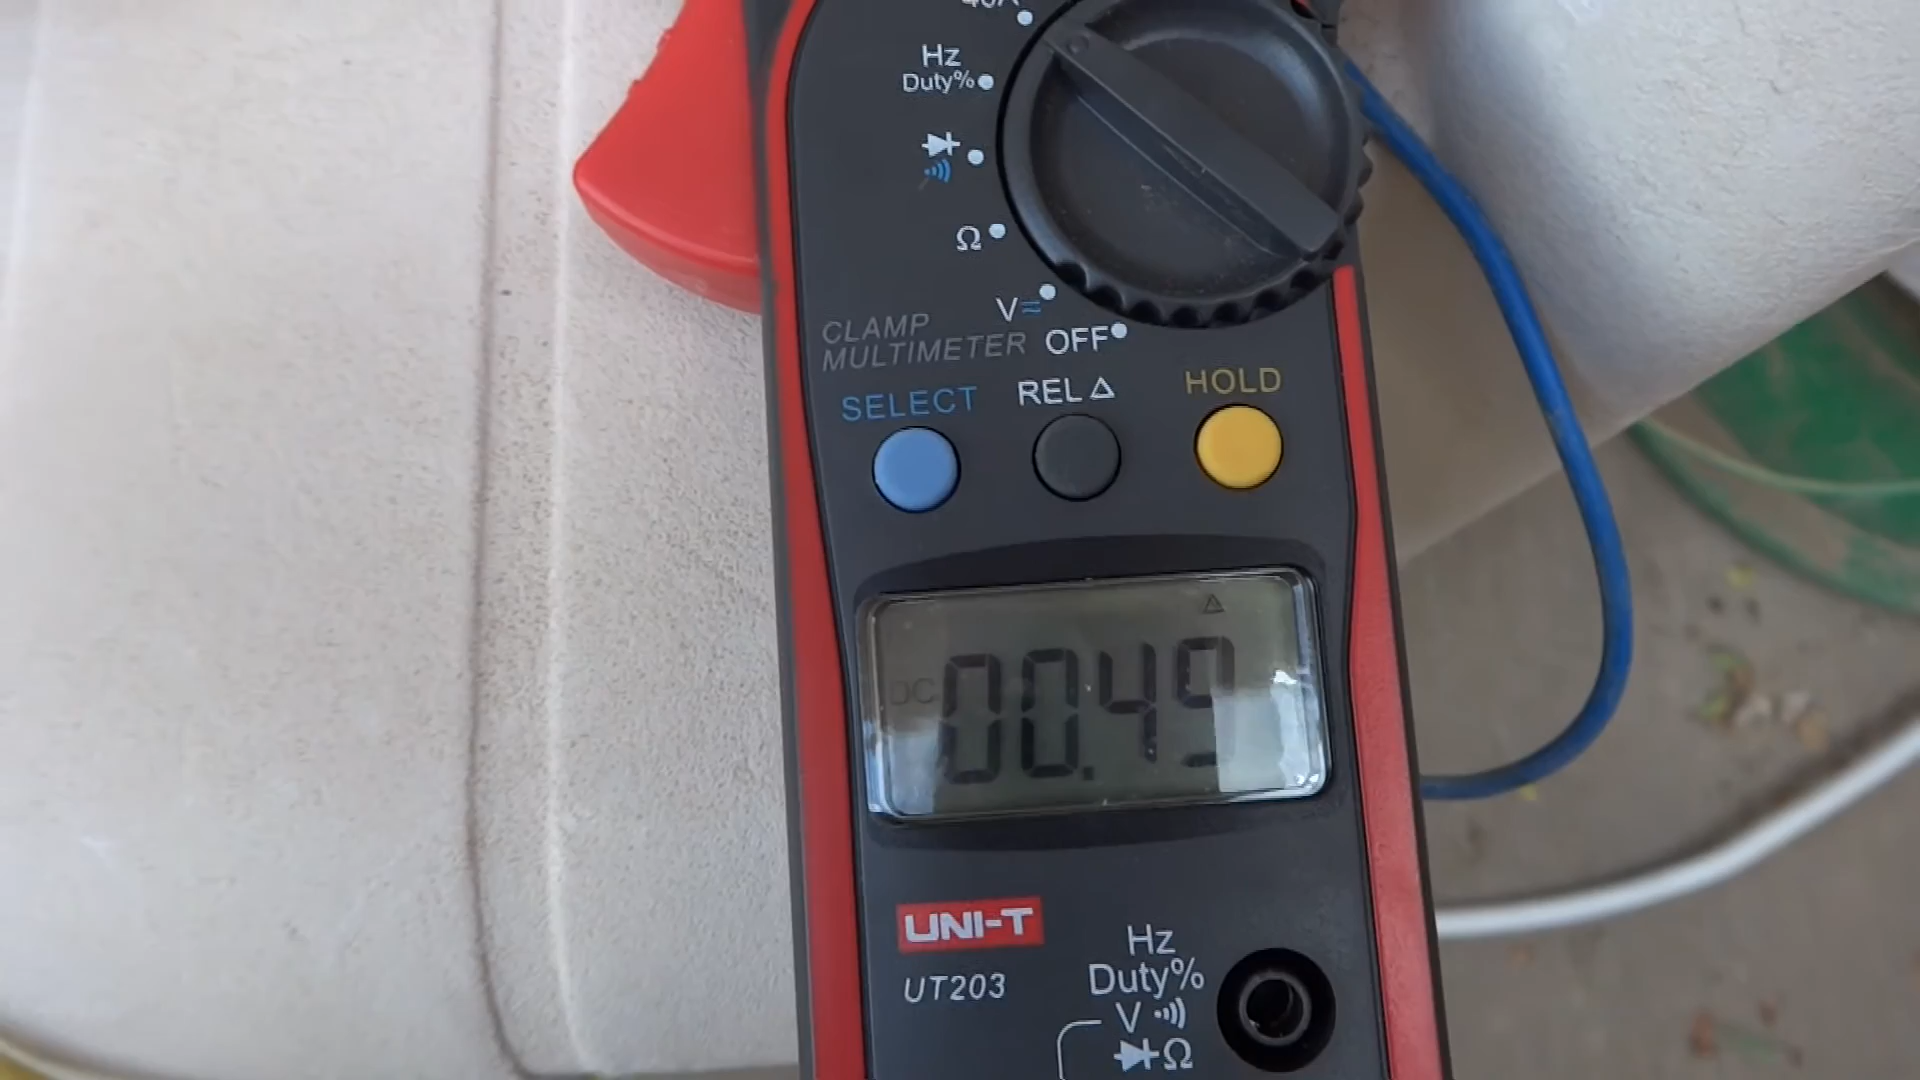 Hz
Duty%
Ω
V
CLAMP
MULTIMETER
OFF
SELECT
REL △
HOLD
△
DC 00.49
UNI-T
UT203
Hz
Duty%
V
Ω